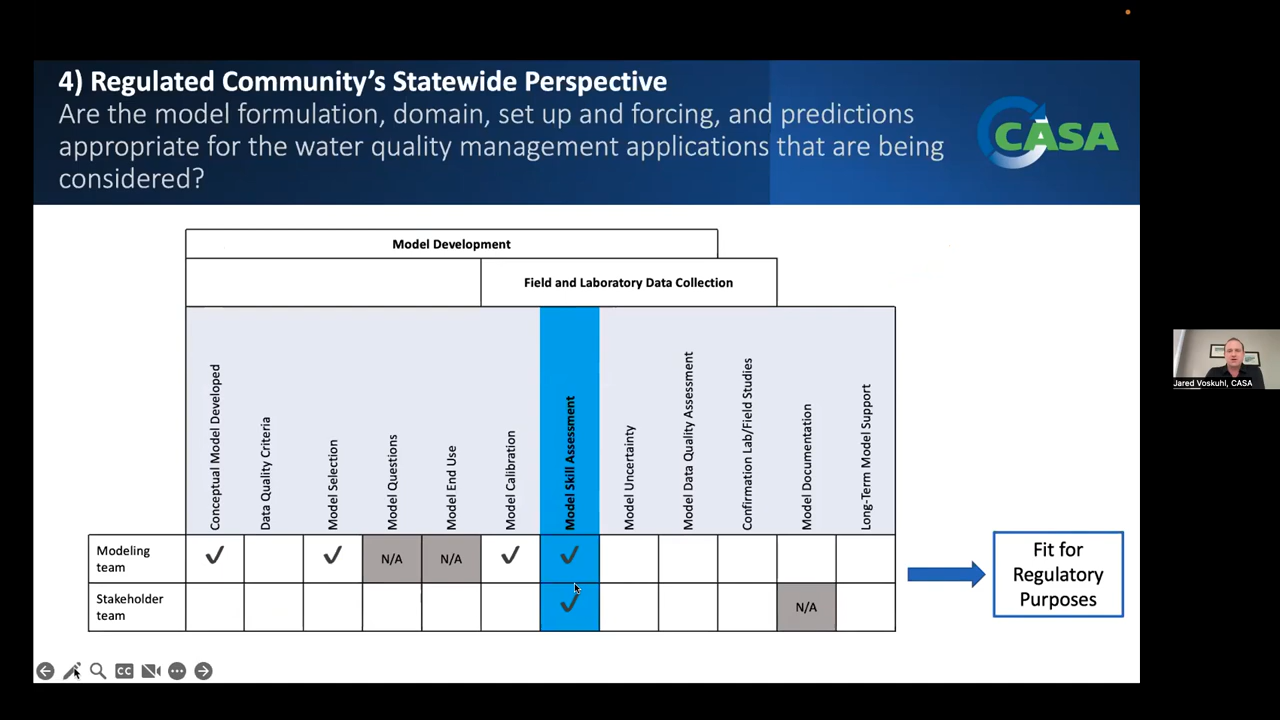 4) Regulated Community's Statewide Perspective
Are the model formulation, domain, set up and forcing, and predictions
appropriate for the water quality management applications that are being
considered?
CASA
Model Development
Field and Laboratory Data Collection
Conceptual Model Developed
Data Quality Criteria
Model Selection
Model Questions
Model End Use
Model Calibration
Model Skill Assessment
Model Uncertainty
Model Data Quality Assessment
Confirmation Lab/Field Studies
Model Documentation
Long-Term Model Support
Modeling
team
N/A
N/A
Stakeholder
team
N/A
Fit for
Regulatory
Purposes
Jared Voskuhl, CASA
CC